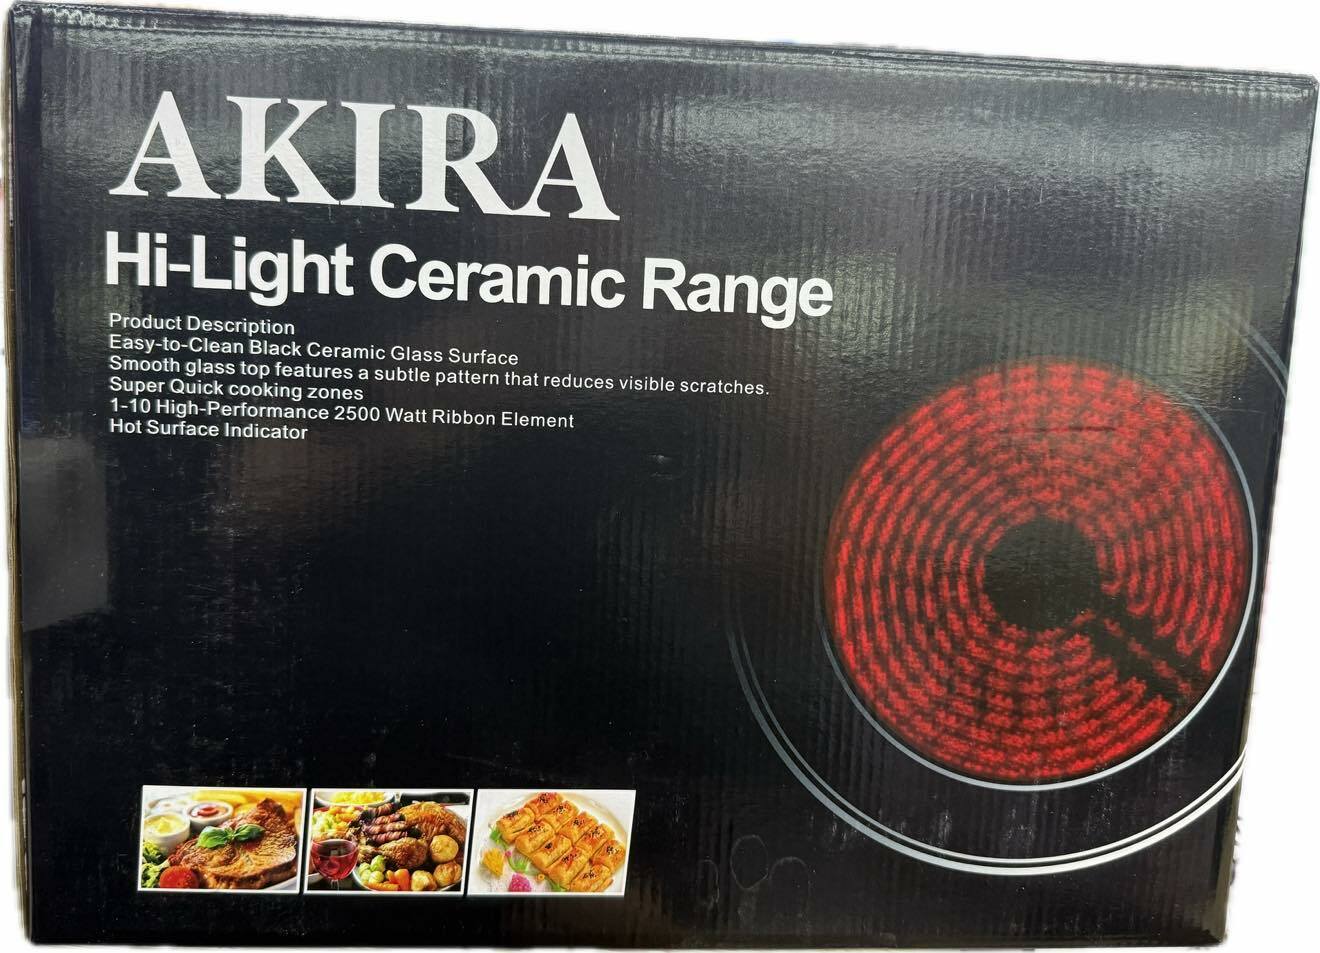 AKIRA
Hi-Light Ceramic Range
Product Description
Easy-to-Clean Black Ceramic Glass Surface
Smooth glass top features a subtle pattern that reduces visible scratches.
Super Quick cooking zones
1-10 High-Performance 2500 Watt Ribbon Element
Hot Surface Indicator